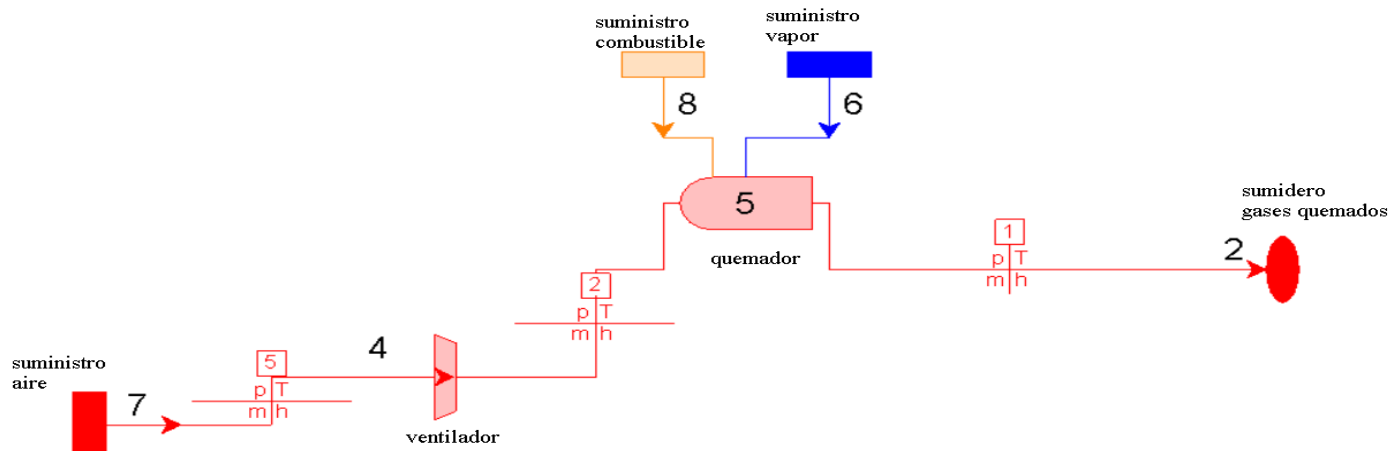 suministro
combustible
suministro
vapor
8
6
5
quemador
sumidero
gases quemados
1
p T
m h
2
2
p T
m h
suministro
aire
7
5
p T
m h
4
ventilador